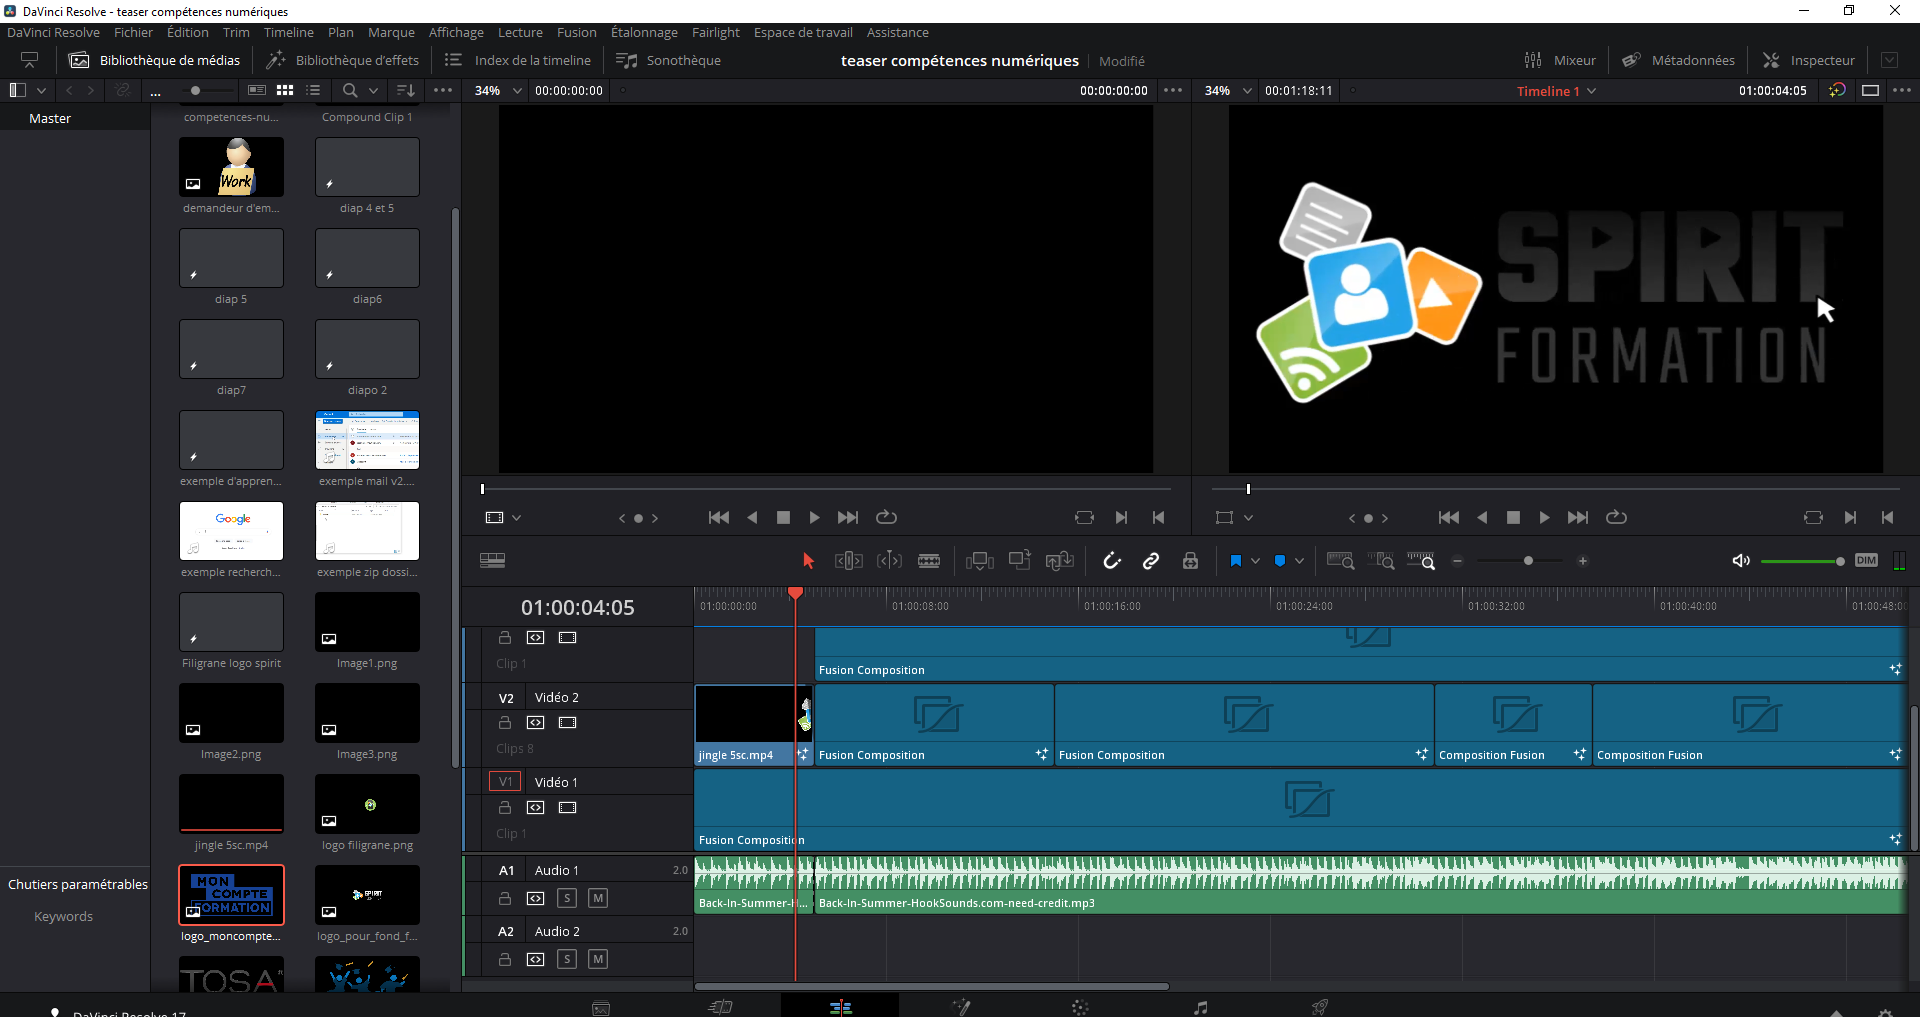 DaVinci Resolve - teaser compétences numériques
DaVinci Resolve Fichier Édition Trim Timeline Plan Marque Affichage Lecture Fusion Étalonnage Fairlight Espace de travail Assistance
Bibliothèque de médias Bibliothèque d'effets Index de la timeline Sonothèque teaser compétences numériques Modifié Mixeur Métadonnées Inspecteur
... 34% 00:00:00:00 00:00:00:00 34% 00:01:18:11 Timeline 1 01:00:04:05
Master
competences-nu... Compound Clip 1
Work
demandeur d'em... diap 4 et 5
diap 5 diap6
diap7 diapo 2
exemple d'appren... exemple mail v2....
Google
exemple recherch... exemple zip dossi...
Filigrane logo spirit Image1.png
Image2.png Image3.png
jingle 5sc.mp4 logo filigrane.png
MON
COMPTE
FORMATION
SPIRIT
logo_moncompte... logo_pour_fond_f...
TOSA
Chutiers paramétrables
Keywords
SPIRIT
FORMATION
DIM
01:00:04:05
01:00:00:00 01:00:08:00 01:00:16:00 01:00:24:00 01:00:32:00 01:00:40:00 01:00:48:0
Clip 1
Fusion Composition
V2 Vidéo 2
Clips 8
jingle 5sc.mp4 Fusion Composition Fusion Composition Composition Fusion Composition Fusion
V1 Vidéo 1
Clip 1
Fusion Composition
A1 Audio 1 2.0
S M
Back-In-Summer-H... Back-In-Summer-HookSounds.com-need-credit.mp3
A2 Audio 2 2.0
S M
DaVinci Resolve 17